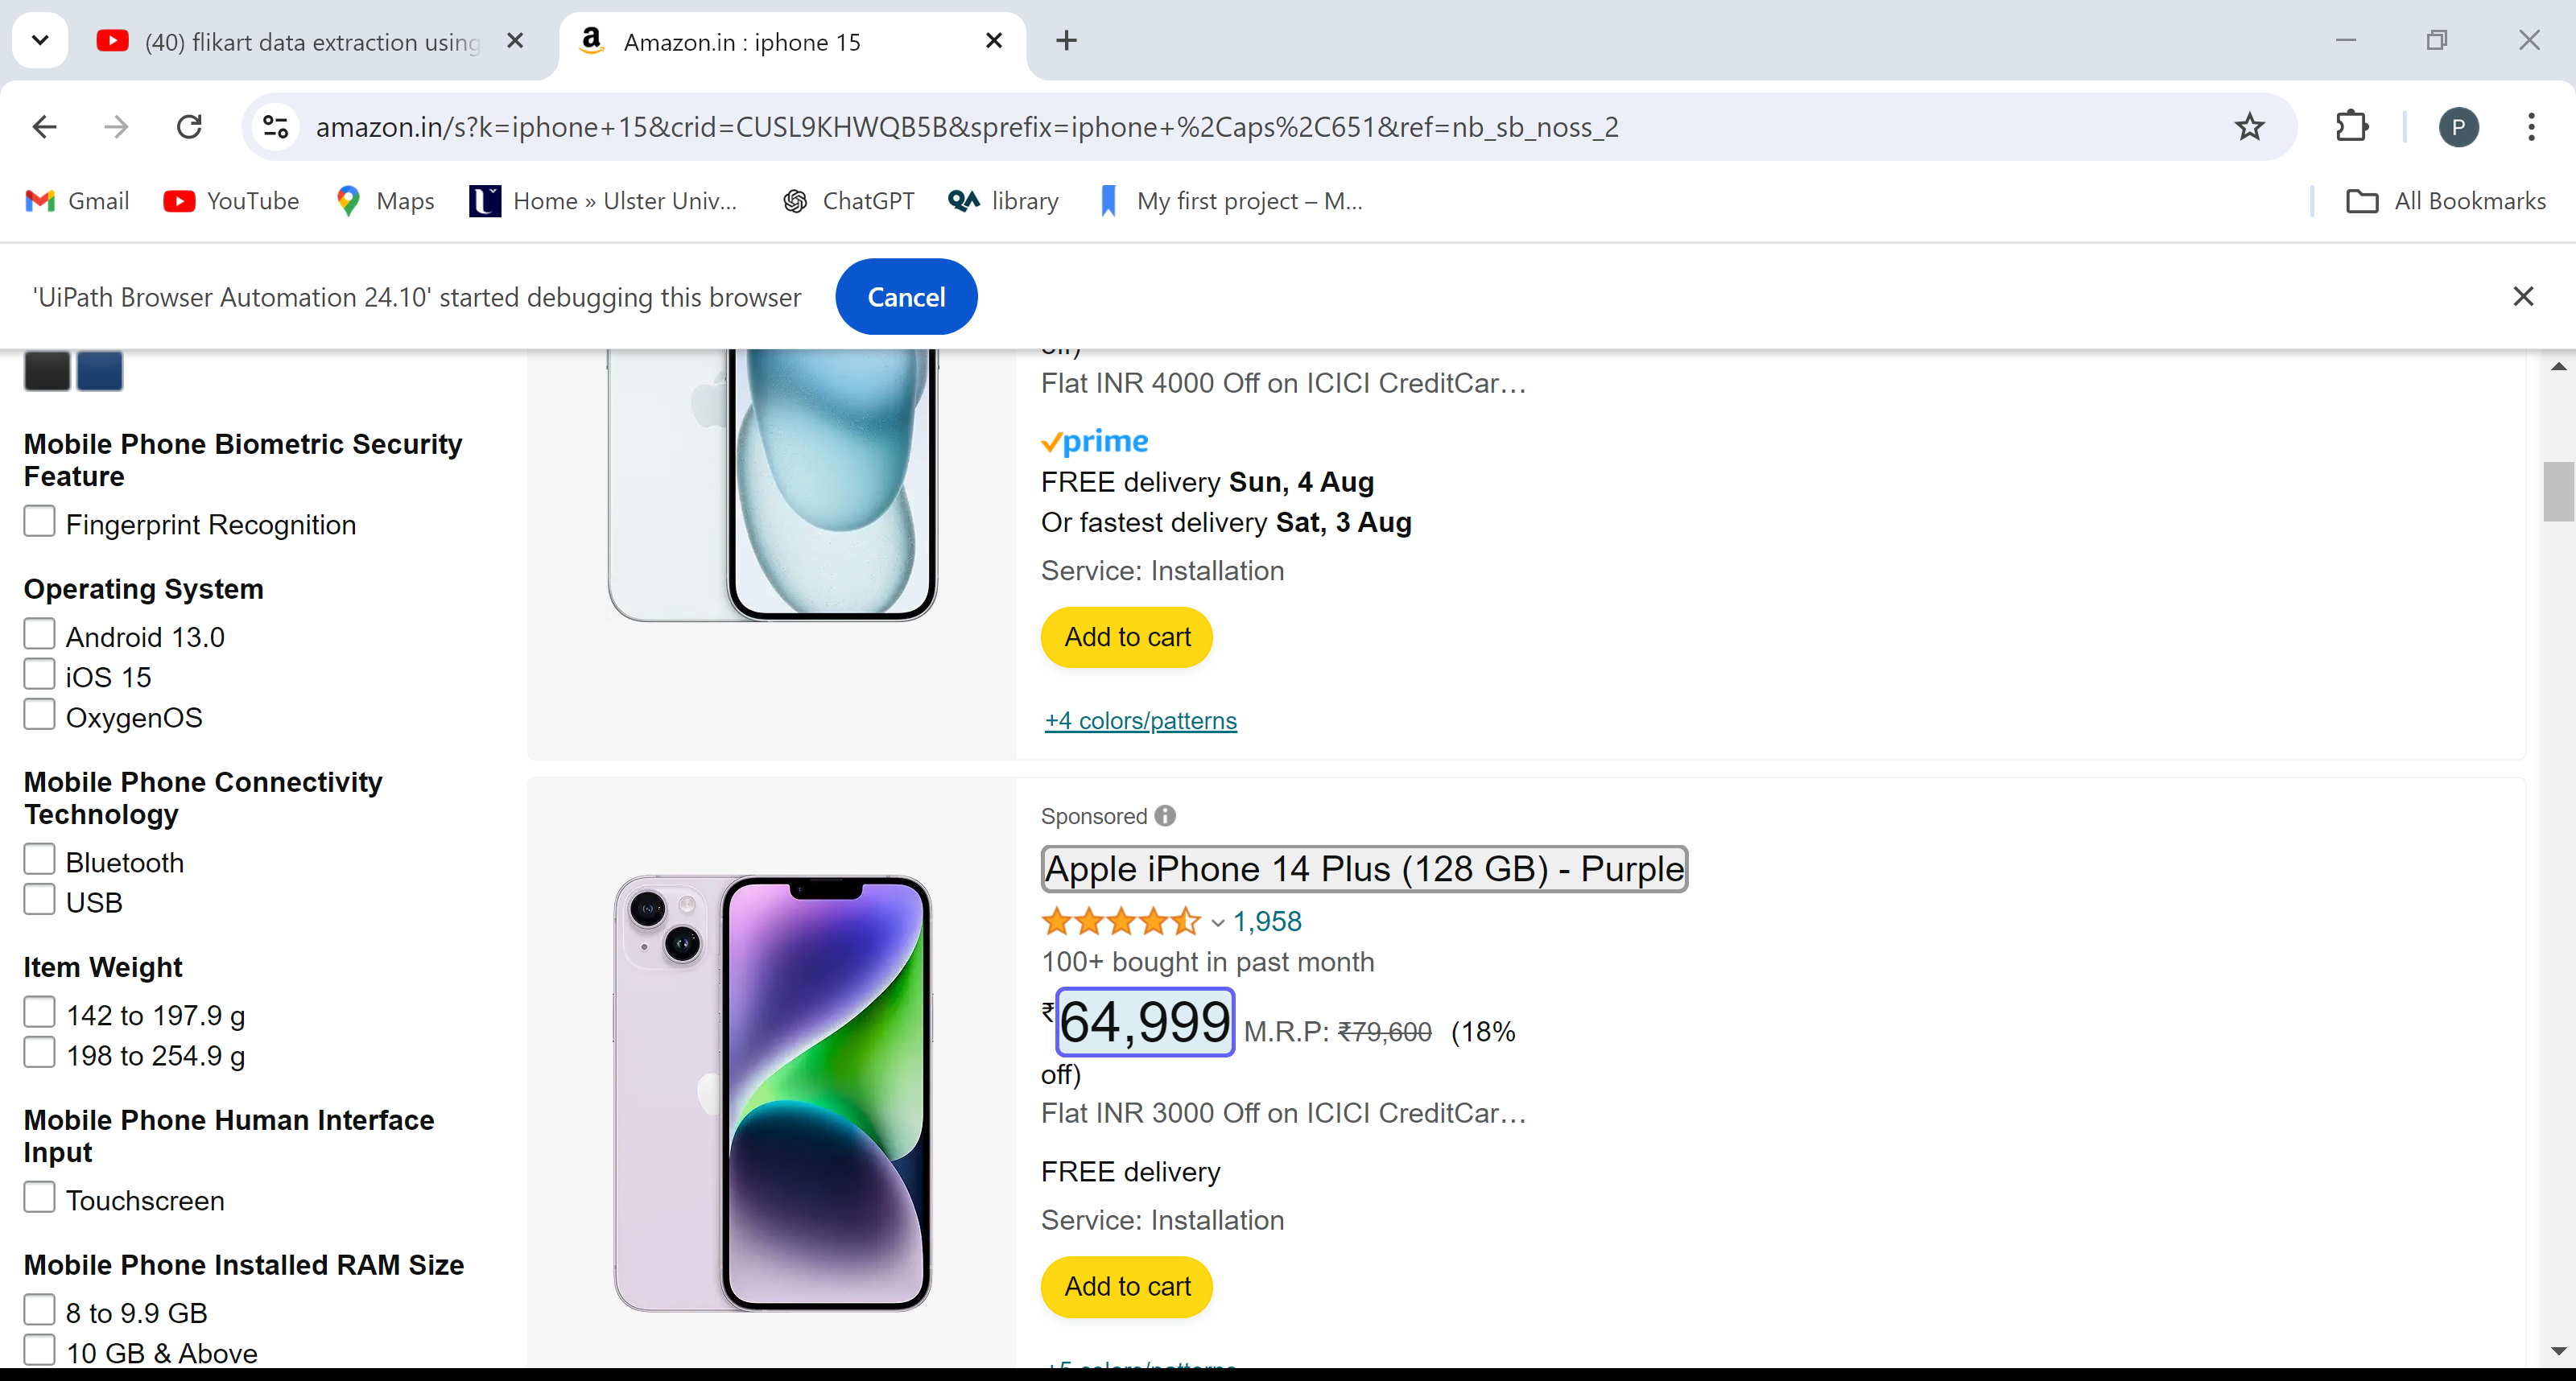 (40) flikart data extraction using
Amazon.in : iphone 15
amazon.in/s?k=iphone+15&crid=CUSL9KHWQB5B&sprefix=iphone+%2Caps%2C651&ref=nb_sb_noss_2
P
Gmail
YouTube
Maps
Home » Ulster Univ...
ChatGPT
QA library
My first project – M...
All Bookmarks
'UiPath Browser Automation 24.10' started debugging this browser
Cancel
Mobile Phone Biometric Security
Feature
Fingerprint Recognition
Operating System
Android 13.0
iOS 15
OxygenOS
Mobile Phone Connectivity
Technology
Bluetooth
USB
Item Weight
142 to 197.9 g
198 to 254.9 g
Mobile Phone Human Interface
Input
Touchscreen
Mobile Phone Installed RAM Size
8 to 9.9 GB
10 GB & Above
off)
Flat INR 4000 Off on ICICI CreditCar...
prime
FREE delivery Sun, 4 Aug
Or fastest delivery Sat, 3 Aug
Service: Installation
Add to cart
+4 colors/patterns
Sponsored
Apple iPhone 14 Plus (128 GB) - Purple
1,958
100+ bought in past month
₹64,999 M.R.P: ₹79,600 (18%
off)
Flat INR 3000 Off on ICICI CreditCar...
FREE delivery
Service: Installation
Add to cart
+5 colors/patterns